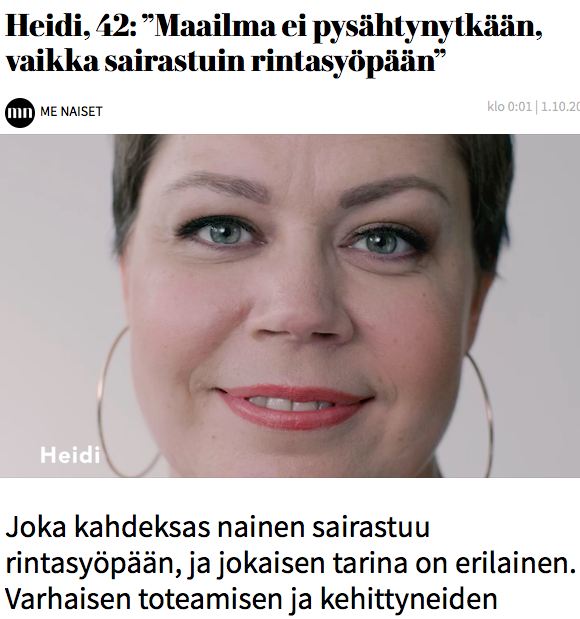 Heidi, 42: ”Maailma ei pysähtynytkään,
vaikka sairastuin rintasyöpään”
mn ME NAISET
klo 0:01 | 1.10.20
Heidi
Joka kahdeksas nainen sairastuu
rintasyöpään, ja jokaisen tarina on erilainen.
Varhaisen toteamisen ja kehittyneiden